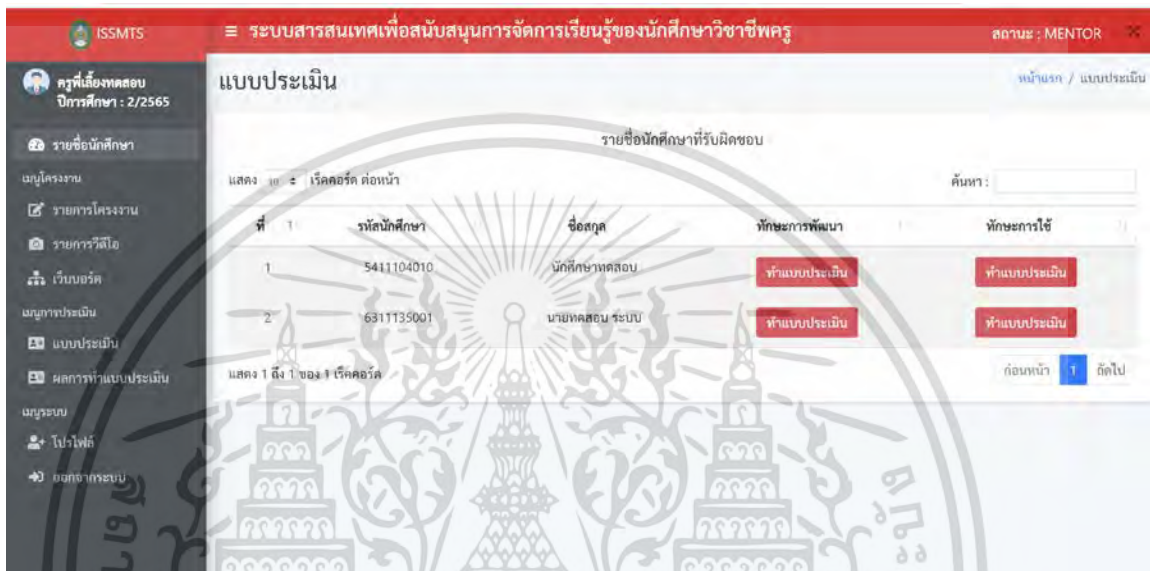 ISSMTS
≡ ระบบสารสนเทศเพื่อสนับสนุนการจัดการเรียนรู้ของนักศึกษาวิชาชีพครู
สถานะ : MENTOR
ครูพี่เลี้ยงทดสอบ
ปีการศึกษา : 2/2565
แบบประเมิน
หน้าแรก / แบบประเมิน
รายชื่อนักศึกษา
เมนูโครงงาน
รายการโครงงาน
รายการวีดีโอ
เว็บบอร์ด
เมนูการประเมิน
แบบประเมิน
ผลการทำแบบประเมิน
เมนูระบบ
โปรไฟล์
ออกจากระบบ
รายชื่อนักศึกษาที่รับผิดชอบ
แสดง 10 เร็คคอร์ด ต่อหน้า
ค้นหา :
ที่ รหัสนักศึกษา ชื่อสกุล ทักษะการพัฒนา ทักษะการใช้
1 5411104010 นักศึกษาทดสอบ ทำแบบประเมิน ทำแบบประเมิน
2 6311135001 นายทดสอบ ระบบ ทำแบบประเมิน ทำแบบประเมิน
แสดง 1 ถึง 1 ของ 1 เร็คคอร์ด
ก่อนหน้า 1 ถัดไป